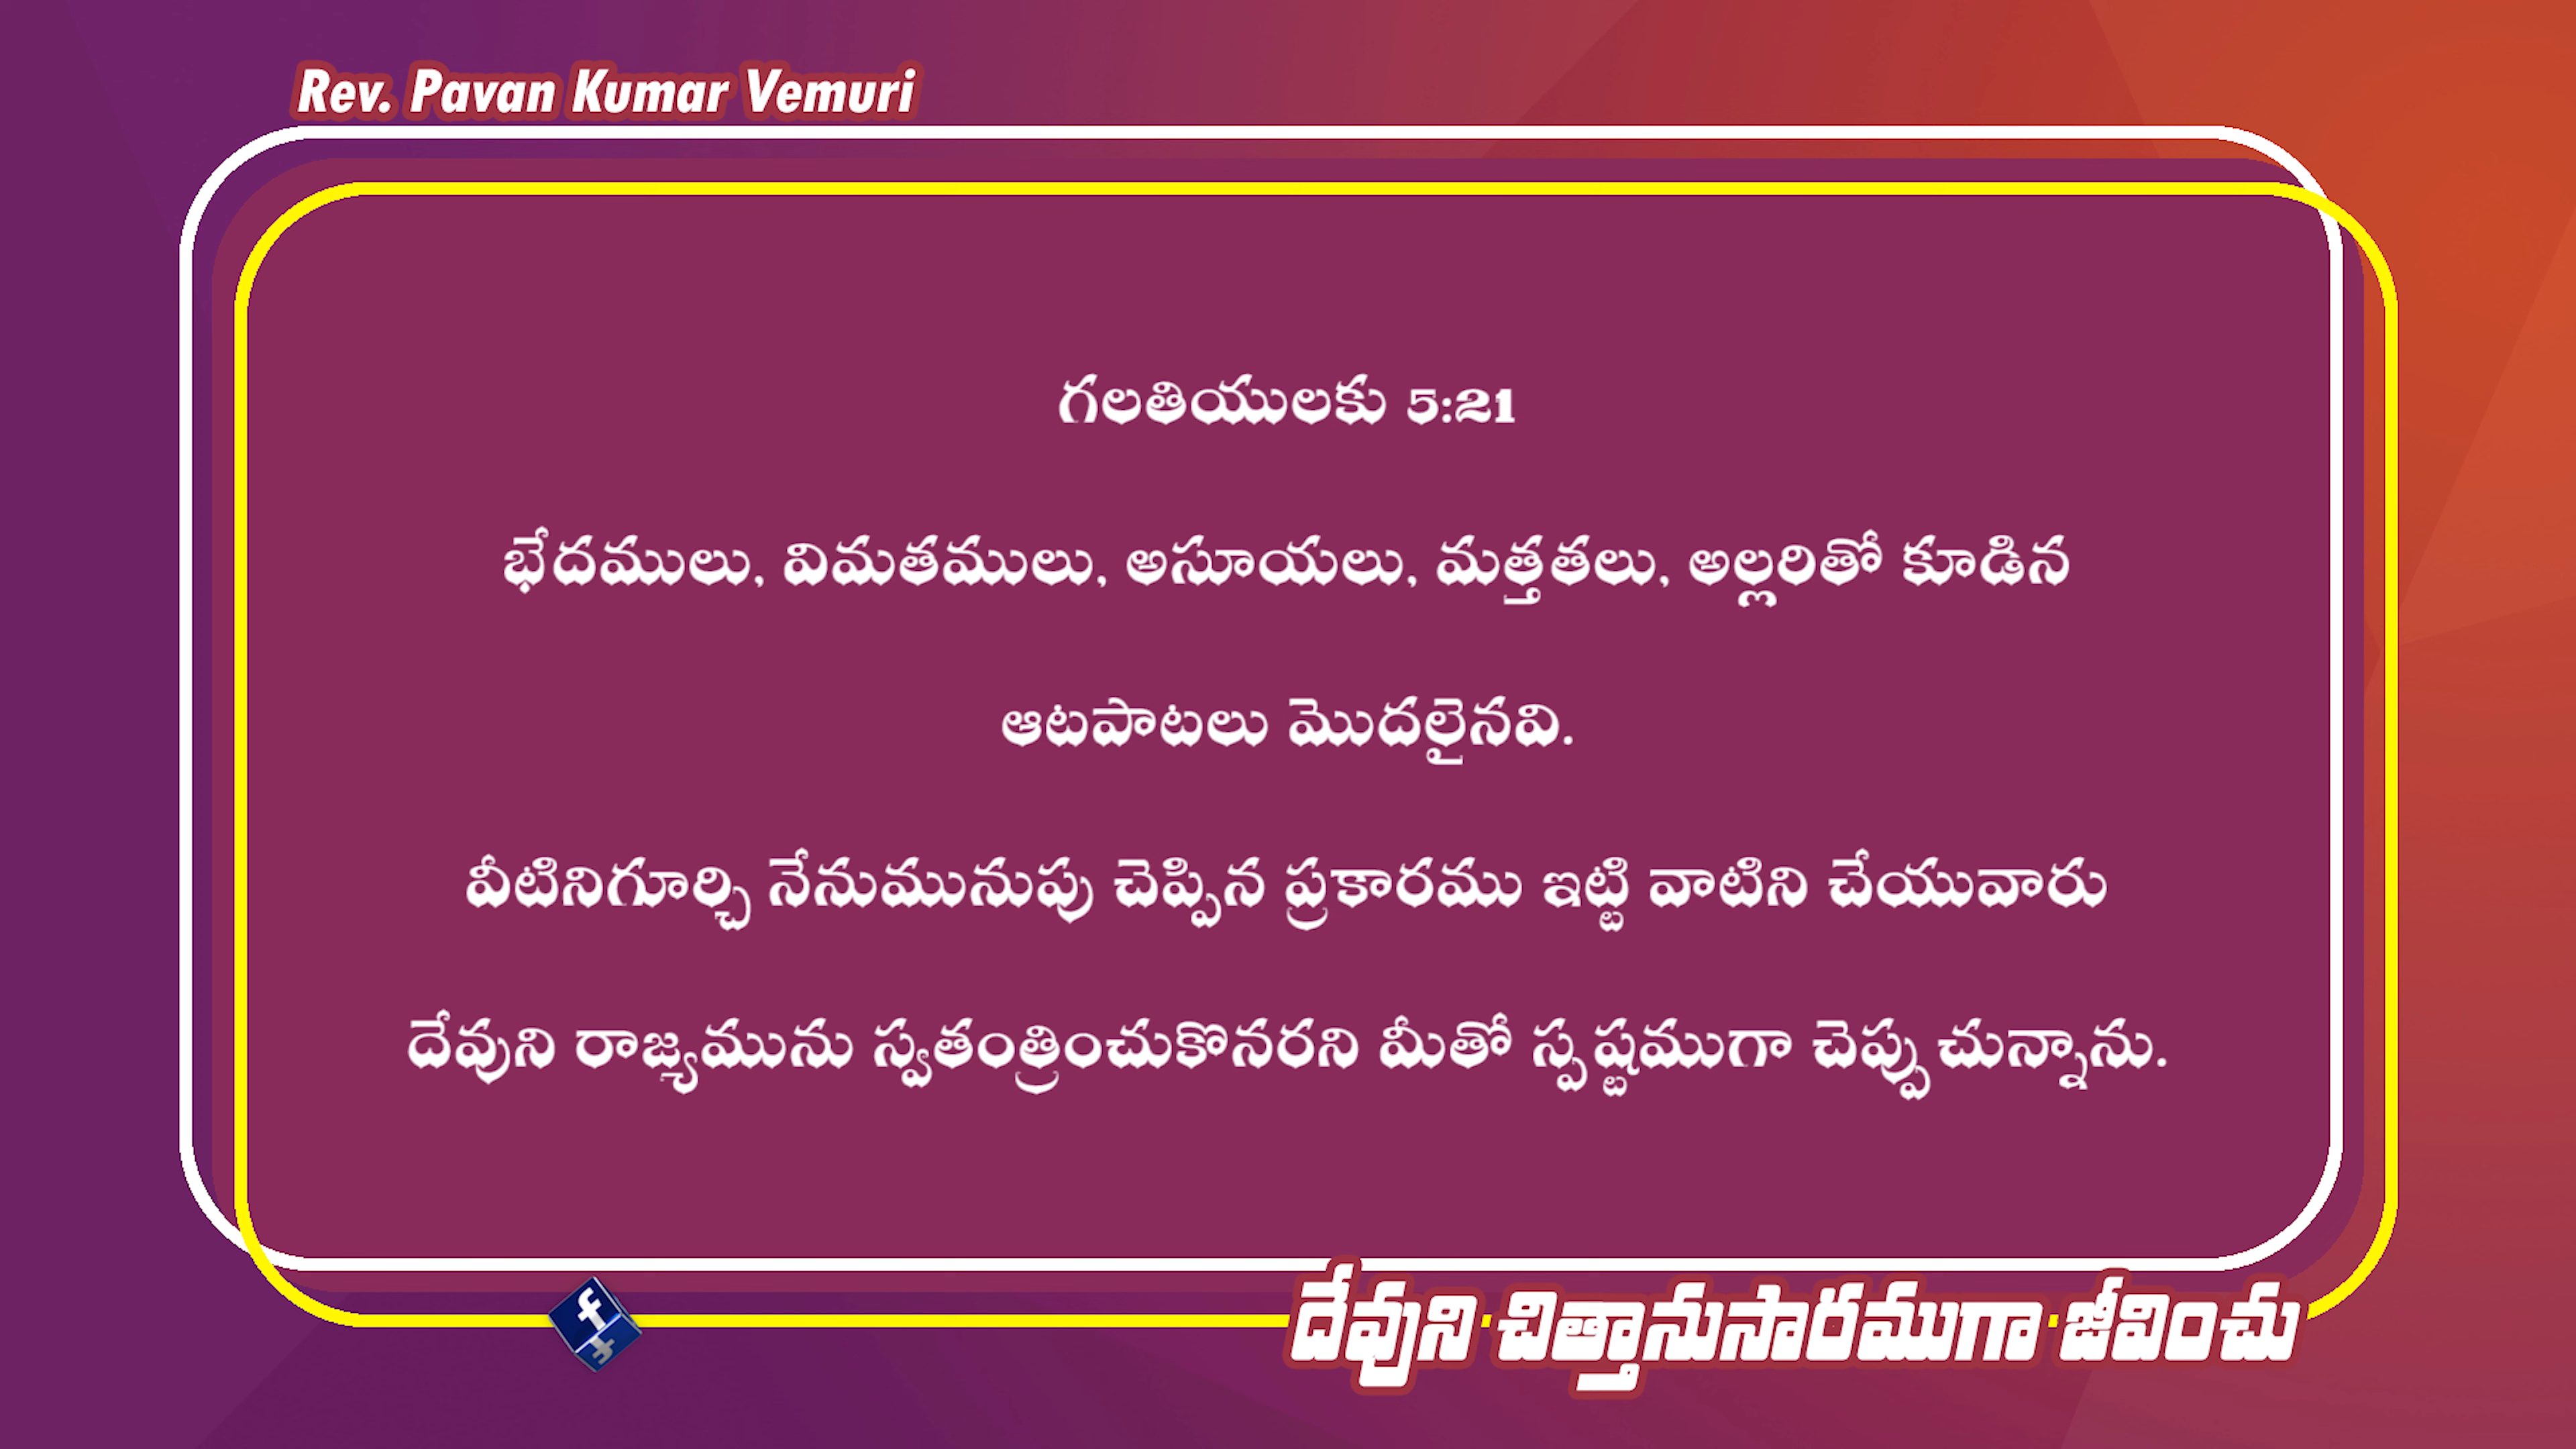 Rev. Pavan Kumar Vemuri
గలతియులకు 5:21
భేదములు, విమతములు, అసూయలు, మత్తతలు, అల్లరితో కూడిన
ఆటపాటలు మొదలైనవి.
వీటినిగూర్చి నేనుమునుపు చెప్పిన ప్రకారము ఇట్టి వాటిని చేయువారు
దేవుని రాజ్యమును స్వతంత్రించుకొనరని మీతో స్పష్టముగా చెప్పు చున్నాను.
దేవుని చిత్తానుసారముగా జీవించు